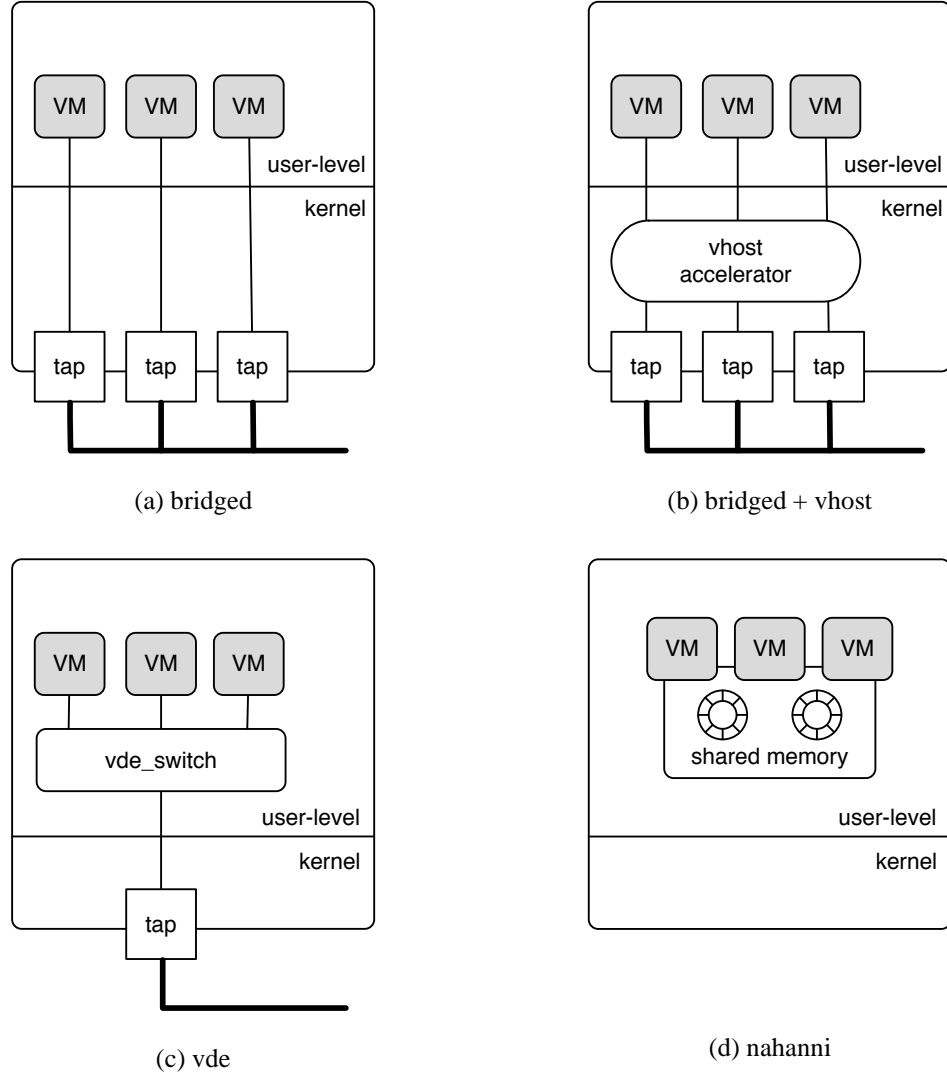 VM VM VM
user-level
kernel
tap tap tap
(a) bridged
VM VM VM
user-level
kernel
vhost
accelerator
tap tap tap
(b) bridged + vhost
VM VM VM
vde_switch
user-level
kernel
tap
(c) vde
VM VM VM
shared memory
user-level
kernel
(d) nahanni